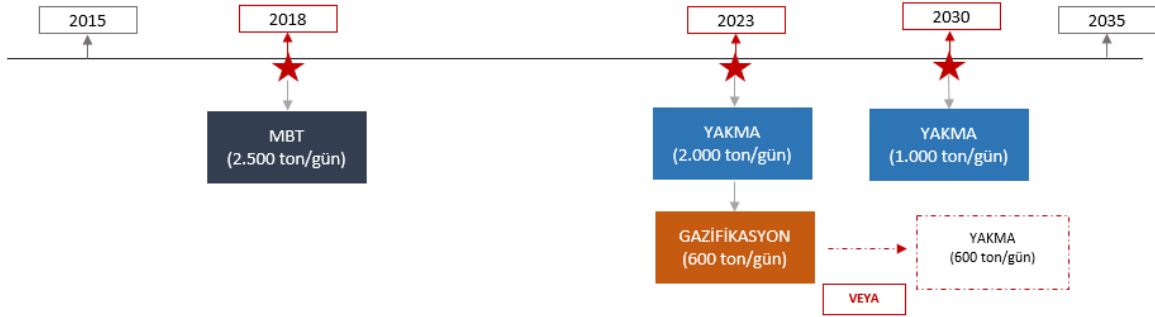 2015
2018
2023
2030
2035
MBT
(2.500 ton/gün)
YAKMA
(2.000 ton/gün)
YAKMA
(1.000 ton/gün)
GAZİFİKASYON
(600 ton/gün)
YAKMA
(600 ton/gün)
VEYA